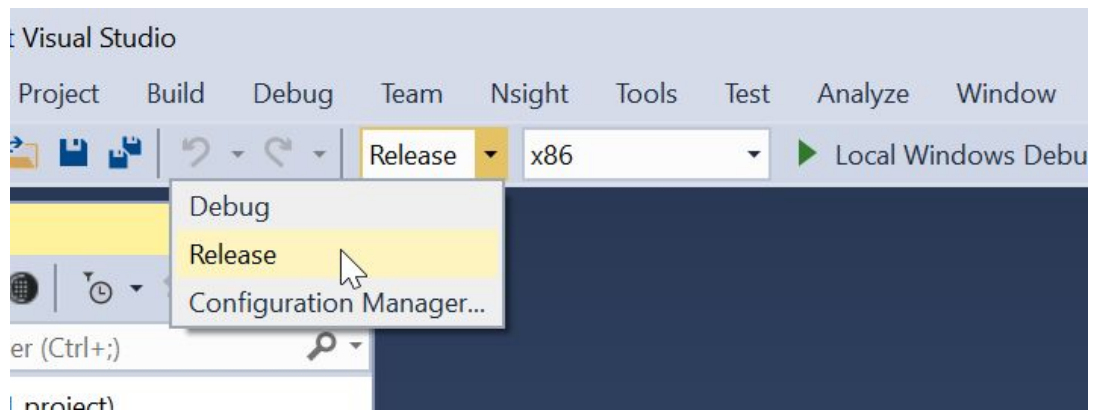 Visual Studio
Project Build Debug Team Nsight Tools Test Analyze Window
Release x86 Local Windows Debu
Debug
Release
Configuration Manager...
er (Ctrl+;)
project)